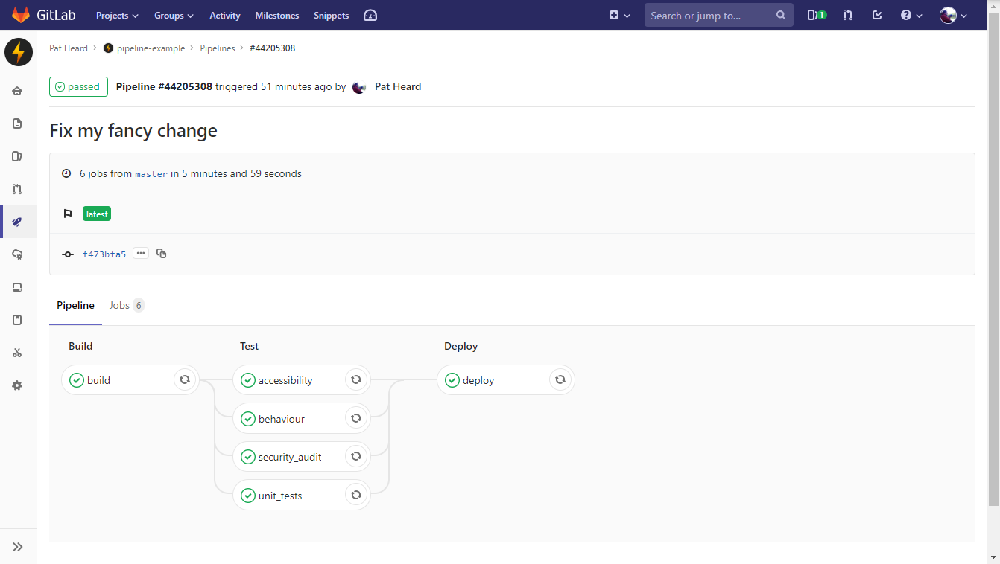 GitLab Projects Groups Activity Milestones Snippets Search or jump to... 1
Pat Heard > pipeline-example > Pipelines > #44205308
passed Pipeline #44205308 triggered 51 minutes ago by Pat Heard
Fix my fancy change
6 jobs from master in 5 minutes and 59 seconds
latest
f473bfa5 ...
Pipeline Jobs 6
Build Test Deploy
build accessibility deploy
behaviour
security_audit
unit_tests